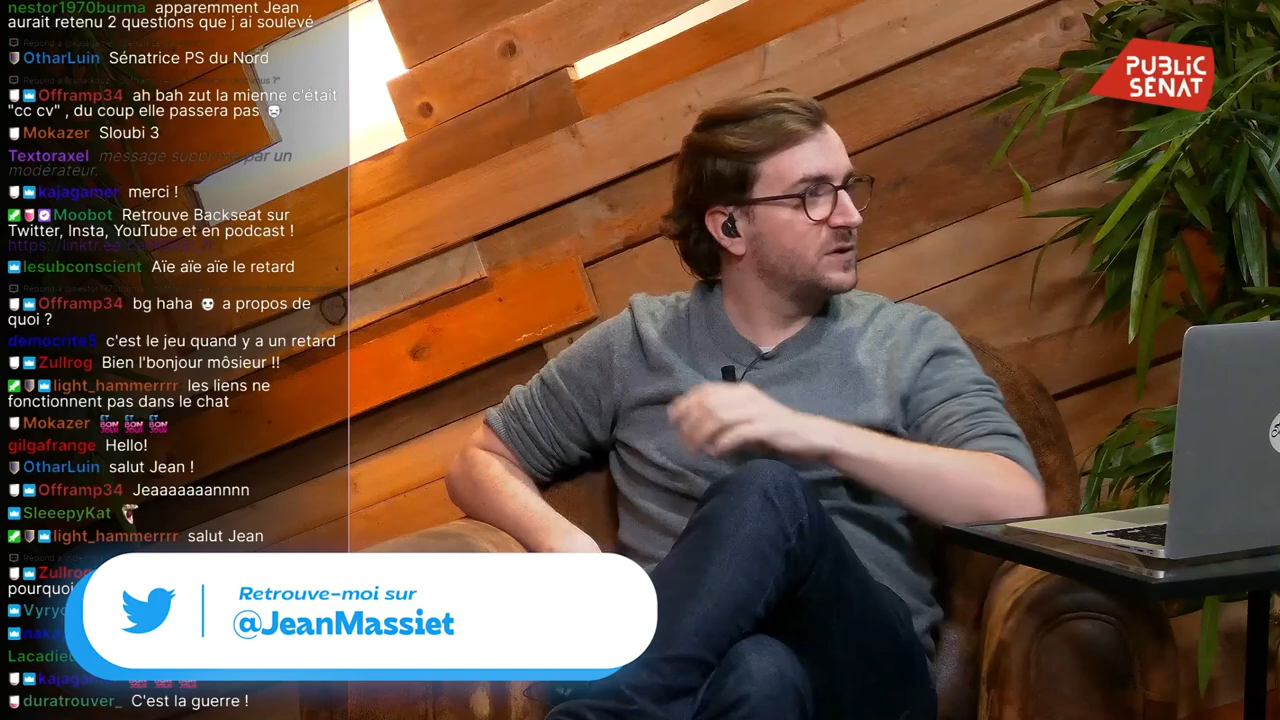 nestor1970burma apparemment Jean
aurait retenu 2 questions que j ai soulevé
OtharLuin Sénatrice PS du Nord
Offramp34 ah bah zut la mienne c'était
"cc cv" , du coup elle passera pas
Mokazer Sloubi 3
Textoraxel message supprimé par un
modérateur.
kajagamer merci !
Moobot Retrouve Backseat sur
Twitter, Insta, YouTube et en podcast !
lesubconscient Aïe aïe aïe le retard
Offramp34 bg haha a propos de
quoi ?
democrite5 c'est le jeu quand y a un retard
Zullrog Bien l'bonjour môsieur !!
light_hammerrrr les liens ne
fonctionnent pas dans le chat
Mokazer
gilgafrange Hello!
OtharLuin salut Jean !
Offramp34 Jeaaaaaaannnn
SleeepyKat
light_hammerrrr salut Jean
duratrouver_ C'est la guerre !
Retrouve-moi sur
@JeanMassiet
PUBLIC
SÉNAT